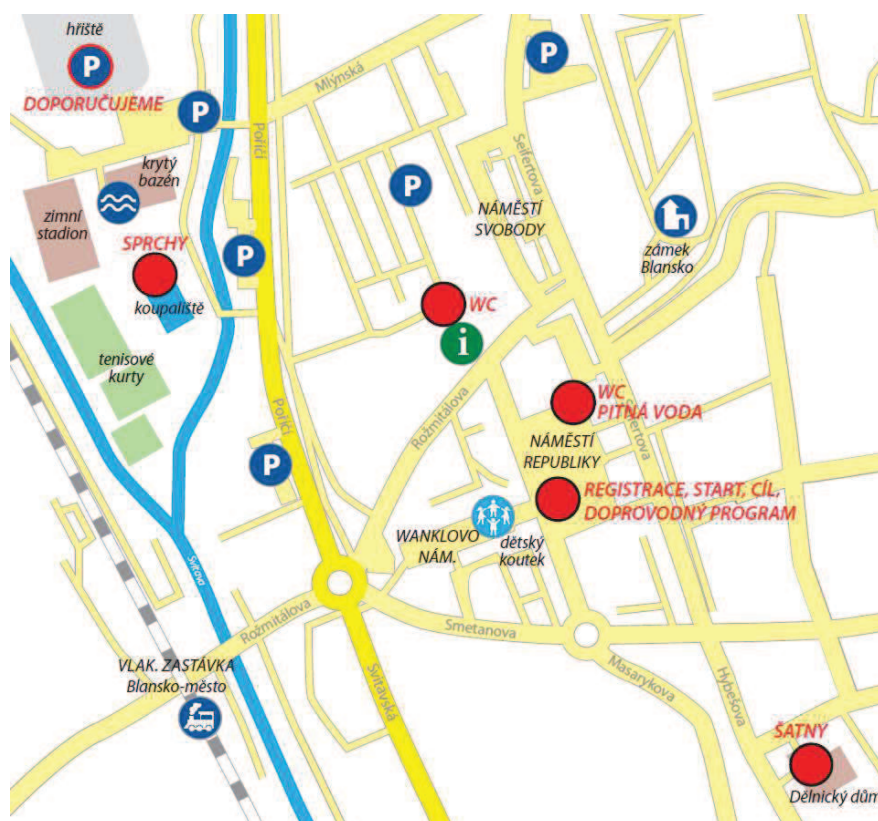 hřiště
P
DOPORUČUJEME
P
P
Mlýnská
Poříčí
krytý
bazén
zimní
stadion
P
NÁMĚSTÍ
SVOBODY
Seifertova
zámek
Blansko
SPRCHY
P
koupaliště
WC
i
tenisové
kurty
Poříčí
Rožmitálova
WC
PITNÁ VODA
Seifertova
NÁMĚSTÍ
REPUBLIKY
P
REGISTRACE, START, CÍL,
DOPROVODNÝ PROGRAM
WANKLOVO
NÁM.
dětský
koutek
Svitava
Rožmitálova
Smetanova
Masarykova
Hybešova
Svitavská
VLAK. ZASTÁVKA
Blansko-město
ŠATNY
Dělnický dům